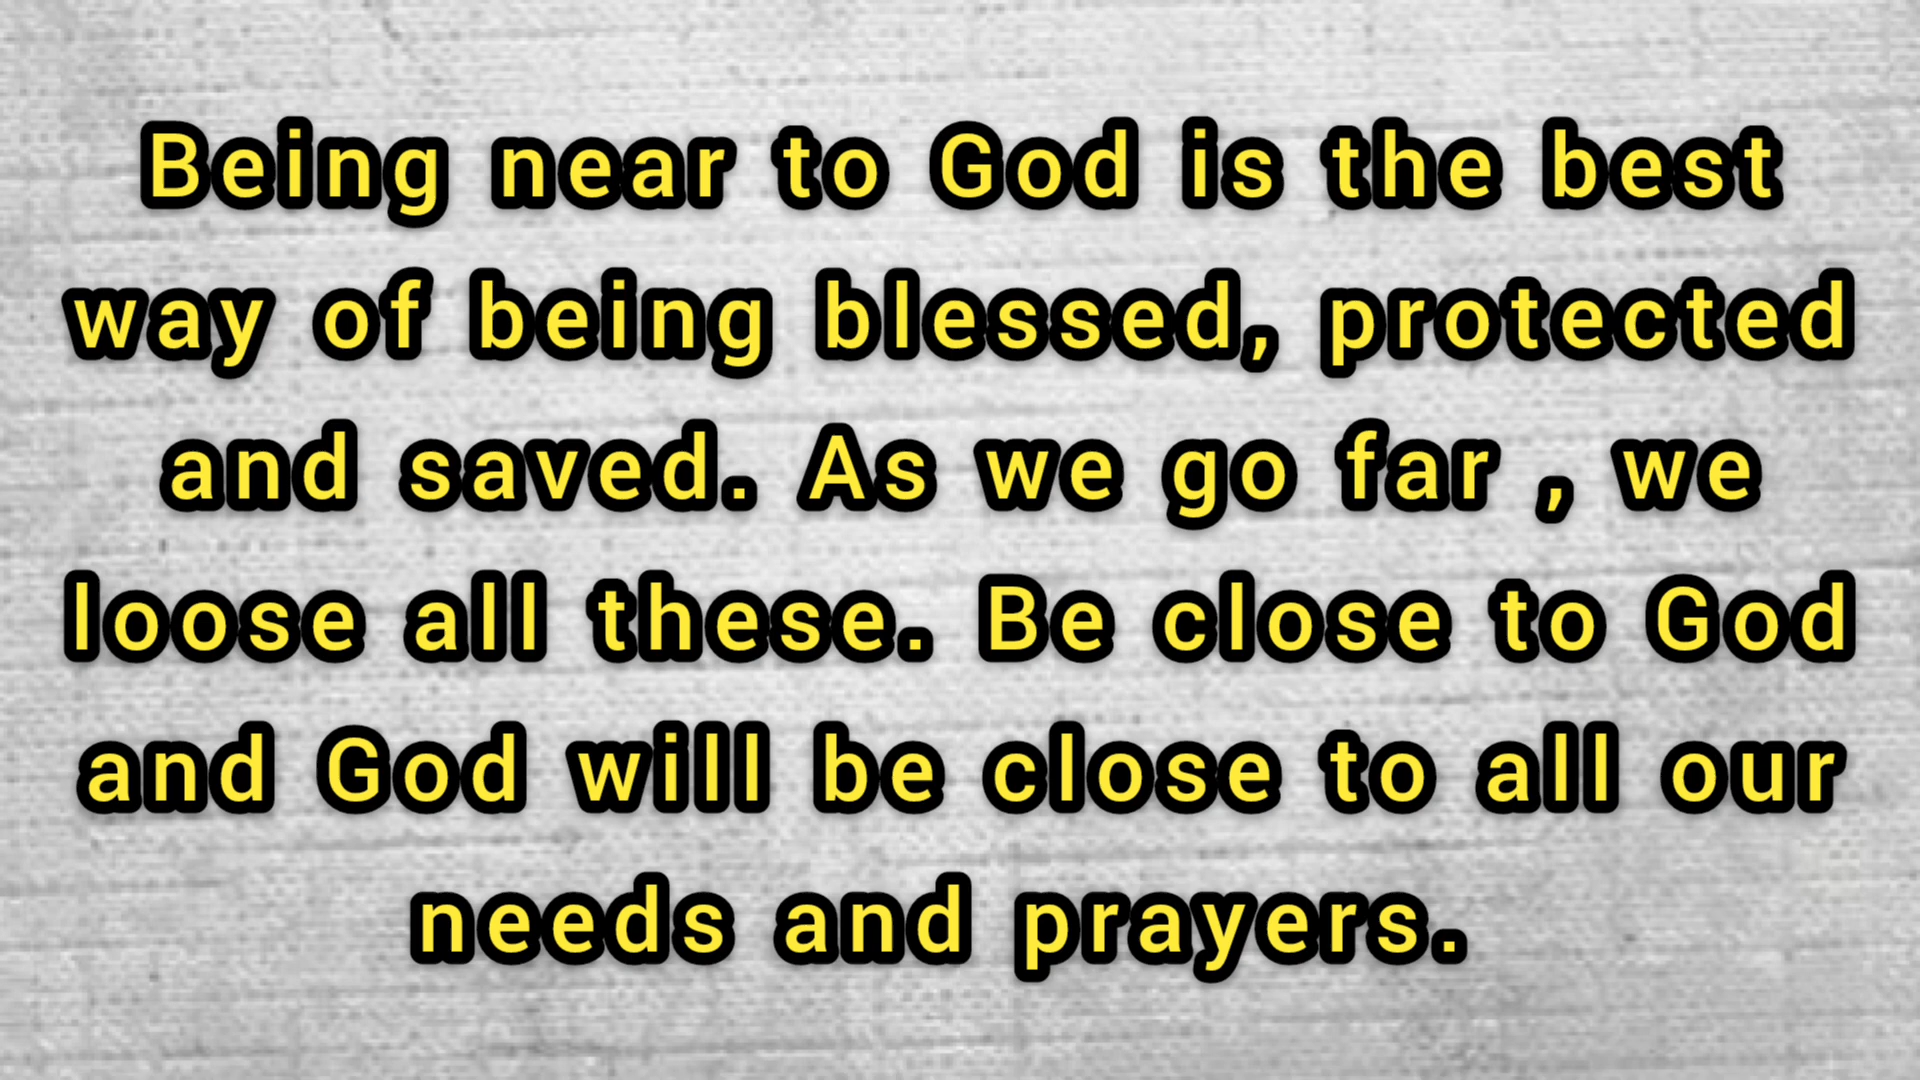 Being near to God is the best
way of being blessed, protected
and saved. As we go far , we
loose all these. Be close to God
and God will be close to all our
needs and prayers.